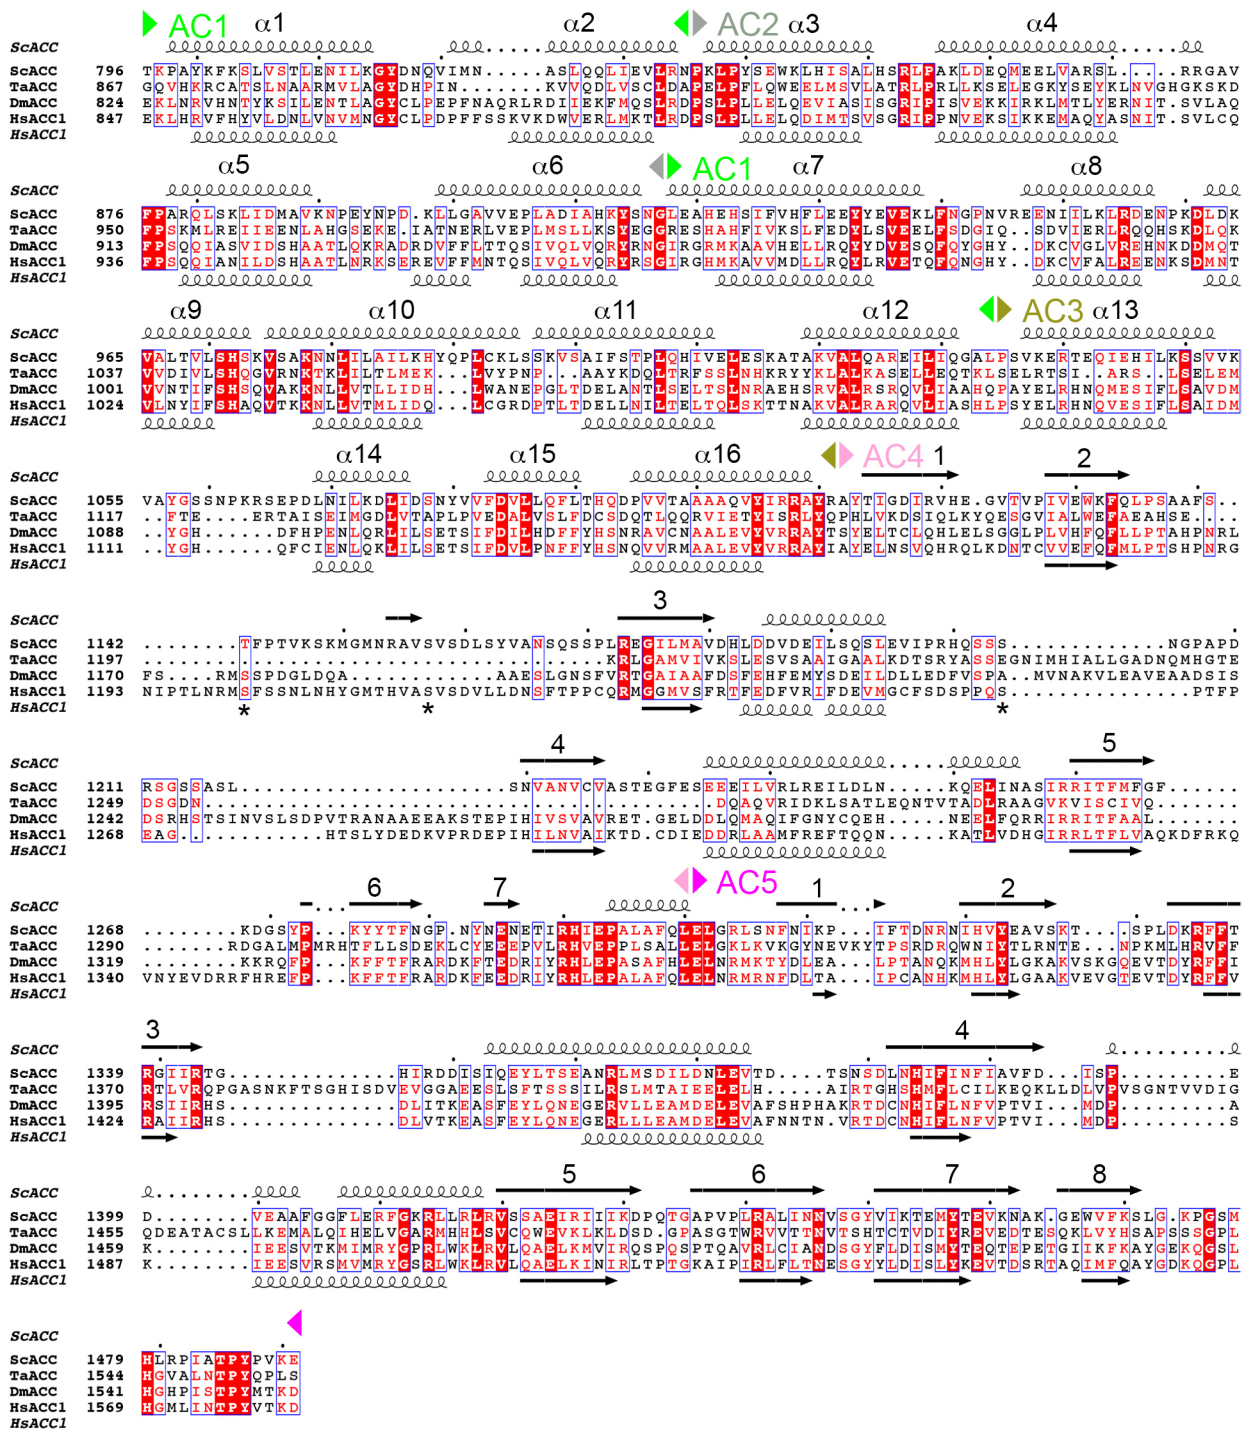 AC1 α1 α2 AC2 α3 α4
ScACC
ScACC 796 TKPAYKFKSLVSTLENILKGYDNQVIMN.....ASLQQLIEVLRNPKLPYSEWKLHISALHSRLPAKLDEQMEELVARSL....RRGAV
TaACC 867 GQVHKRCATSLNAARMVLAGYDHPIN.......KVVQDLVSCLDAPELPFLQWEELMSVLATRLPRLLKSELEGKYSEYKLNVGHGKSKD
DmACC 824 EKLNRVHNTYKSILENTLAGYCLPEPFNAQRLRDIIEKFMQSLRDPSLPLLELQEVIASISGRIPISVEKKIRKLMTLYERNIT.SVLAQ
HsACC1 847 EKLHRVFHYVLDNLVNVMNGYCLPDPFFSSKVKDWVERLMKTLRDPSLPLLELQDIMTSVSGRIPPNVEKSIKKEMAQYASNIT.SVLCQ
HsACC1
α5 α6 AC1 α7 α8
ScACC
ScACC 876 FPARQLSKLIDMAVKNPEYNPD.KLLGAVVEPLADIAHKYSNGLEAHEHSIFVHFLEEYYEVEKLFNGPNVREENIILKLRDENPKDLDK
TaACC 950 FPSKMLREIIEENLAHGSEKE.IATNERLVEPLMSLLKSYEGGRESHAHFIVKSLFEDYLSVEELFSDGIQ..SDVIERLRQQHSKDLQK
DmACC 913 FPSQQIASVIDSHAATLQKRADRDVFFLTTQSIVQLVQRYRNGIRGRMKAAVHELLRQYYDVESQFQYGHY..DKCVGLVREHNKDDMQT
HsACC1 936 FPSQQIANILDSHAATLNRKSEREVFFMNTQSIVQLVQRYRSGIRGHMKAVVMDLLRQYLRVETQFQNGHY..DKCVFALREENKSDMNT
HsACC1
α9 α10 α11 α12 AC3 α13
ScACC
ScACC 965 VALTVLSHSKVSAKNNLILAILKHYQPLCKLSSKVSAIFSTPLQHIVELESKATAKVALQAREILIQGALPSVKERTEQIEHILKSSVVK
TaACC 1037 VVDIVLSHQGVRNKTKLILTLMEK...LVYPNP..AAYKDQLTRFSSLNHKRYYKLALKASELLEQTKLSELRTSI..ARS..LSELEM
DmACC 1001 VVNTIFSHSQVAKKNLLVTLLIDH...LWANEPGLTDELANTLSELTSLNRAEHSRVALRSRQVLIAAHQPAYELRHNQMESIFLSAVDM
HsACC1 1024 VLNYIFSHAQVTKKNLLVTMLIDQ...LCGRDPTLTDELLNILTELTQLSKTTNAKVALRARQVLIASHLPSYELRHNQVESIFLSAIDM
HsACC1
α14 α15 α16 AC4 1 2
ScACC
ScACC 1055 VAYGSSNPKRSEPDLNILKDLIDSNYVVFDVLLQFLTHQDPVVTAAAAQVYIRRAYRAYTIGDIRVHE.GVTVPIVEWKFQLPSAAFS..
TaACC 1117 ..FTE....ERTAISEIMGDLVTAPLPVEDALVSLFDCSDQTLQQRVIETYISRLYQPHLVKDSIQLKYQESGVIALWEFAEAHSE....
DmACC 1088 ..YGH.....DFHPENLQRLILSETSIFDILHDFFYHSNRAVCNAALEVYVRRAYTSYELTCLQHLELSGGLPLVHFQFLLPTAHPNRL
HsACC1 1111 ..YGH.....QFCIENLQKLILSETSIFDVLPNFFYHSNQVVRMAALEVYVRRAYIAYELNSVQHRQLKDNTCVVEFQFMLPTSHPNRG
HsACC1
3
ScACC
ScACC 1142 ........TFPTVKSKMGMNRAVSVSDLSYVANSQSSPLREGILMAVDHLDDVDEILSQSLEVIPRHQSSS.............NGPAPD
TaACC 1197 ......................................KRLGAMVIVKSLESVSAAIGAALKDTSRYASSEGNIMHIALLGADNQMHGTE
DmACC 1170 FS....RMSSPDGLDQA..........AAESLGNSFVRTGAIAAFDSFEHFEMYSDEILDLLEDFVSPA...MVNAKVLEAVEAADSIS
HsACC1 1193 NIPTLNRMSFSSNLNHYGMTHVASVSDVLLDNSFTPPCQRMGGMVSFRTFEDFVRIFDEVMGCFSDSPPQS.............PTFP
HsACC1 * * *
4 5
ScACC
ScACC 1211 RSGSSASL.......................SNVANVCVASTEGFESEEEILVRLREILDLN.....KQELINASIRRITFMFGF......
TaACC 1249 DSGDN..........................................DQAQVRIDKLSATLEQNTVTADLRAAGVKVISCIVQ.......
DmACC 1242 DSRHSTSINVSLSDPVTRANAAEEAKSTEPIHIVSVAVRET.GELDDLQMAQIFGNYCQEH.....NEELFQRRIRRITFAAL.......
HsACC1 1268 EAG..........HTSLYDEDKVPRDEPIHILNVAIKTD.CDIEDDRLAAMFREFTQQN.....KATLVDHGIRRLTFLVAQKDFRKQ
HsACC1
6 7 AC5 1 2
ScACC
ScACC 1268 ........KDGSYP...KYYTFNGP.NYNENETIRHIEPALAFQLELGRLSNFNIKP...IFTDNRNIHVYEAVSKT...SPLDKRFFT
TaACC 1290 .......RDGALMPMRHTFLLSDEKLCYEEEPVLRHVEPPLSALLELGKLKVKGYNEVKYTPSRDRQWNIYTLRNTE...NPKMLHRVFF
DmACC 1319 ........KKRQFP...KFFTFRARDKFTEDRIYRHLEPASAFHLELNRMKTYDLEA...LPTANQKMHLYLGKAKVSKGQEVTDYRFFI
HsACC1 1340 VNYEVDRRFHREFP...KFFTFRARDKFEEDRIYRHLEPALAFQLELNRMRNFDLTA...IPCANHKMHLYLGAAKVEVGTEVTDYRFFV
HsACC1
3 4
ScACC
ScACC 1339 RGIIRTG..............HIRDDISIQEYLTSEANRLMSDILDNLEVTD...TSNSDLNHIFINFIAVFD...ISP.........E
TaACC 1370 RTLVRQPGASNKFTSGHISDVEVGGAEESLSFTSSSILRSLMTAIEELELH.....AIRTGHSHMFLCILKEQKLLDLVPVSGNTVVDIG
DmACC 1395 RSIIRHS..............DLITKEASFEYLQNEGERVLLEAMDELEVAFSHPHAKRTDCNHIFLNFVPTVI...MDP.........A
HsACC1 1424 RAIIRHS..............DLVTKEASFEYLQNEGERLLLEAMDELEVAFNNTN.VRTDCNHIFLNFVPTVI...MDP.........S
HsACC1
5 6 7 8
ScACC
ScACC 1399 D........VEAAFGGFLERFGKRLLRLRVSSAEIRIIIKDPQTGAPVPLRALINNVSGYVIKTEMYTEVKNAK.GEWVFKSLG.KPGSM
TaACC 1455 QDEATACSLLKEMALQIHELVGARMHHLSVCQWEVKLKLDSD.GPASGTWRVVTTNVTSHTCTVDIYREVEDTESQKLVYHSAPSSSGPL
DmACC 1459 K........IEESVTKMIMRYGPRLWKLRVLQAELKMVIRQSPQSPTQAVRLCIANDSGYFLDISMYTEQTEPETGIIKFKAYGEKQGSL
HsACC1 1487 K........IEESVRSMVMRYGSRLWKLRVLQAELKINIRLTPTGKAIPIRLFLTNESGYYLDISLYKEVTDSRTAQIMFQAYGDKQGPL
HsACC1
ScACC
ScACC 1479 HLRPIATPYPVKE
TaACC 1544 HGVALNTPYQPLS
DmACC 1541 HGHPISTPYMTKD
HsACC1 1569 HGMLINTPYVTKD
HsACC1